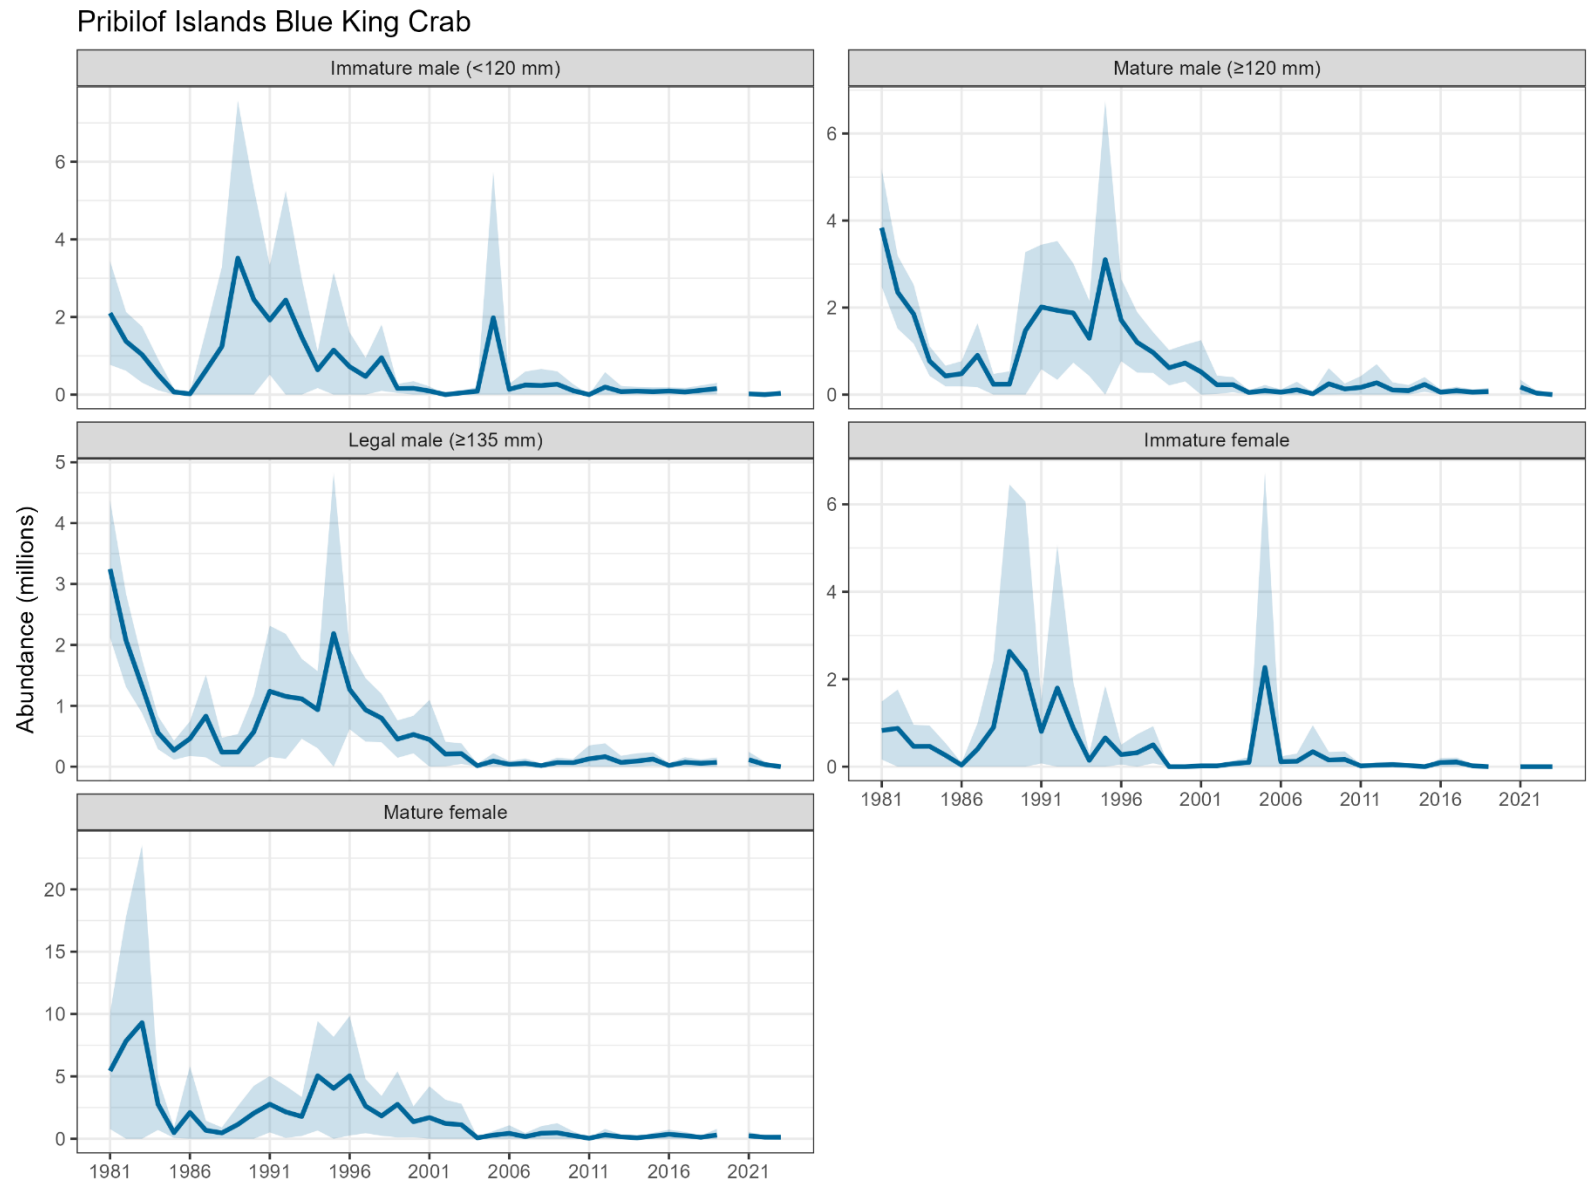 Pribilof Islands Blue King Crab
Immature male (<120 mm)
Mature male (≥120 mm)
6
4
2
0
6
4
2
0
Legal male (≥135 mm)
Immature female
Abundance (millions)
5
4
3
2
1
0
6
4
2
0
1981 1986 1991 1996 2001 2006 2011 2016 2021
Mature female
20
15
10
5
0
1981 1986 1991 1996 2001 2006 2011 2016 2021